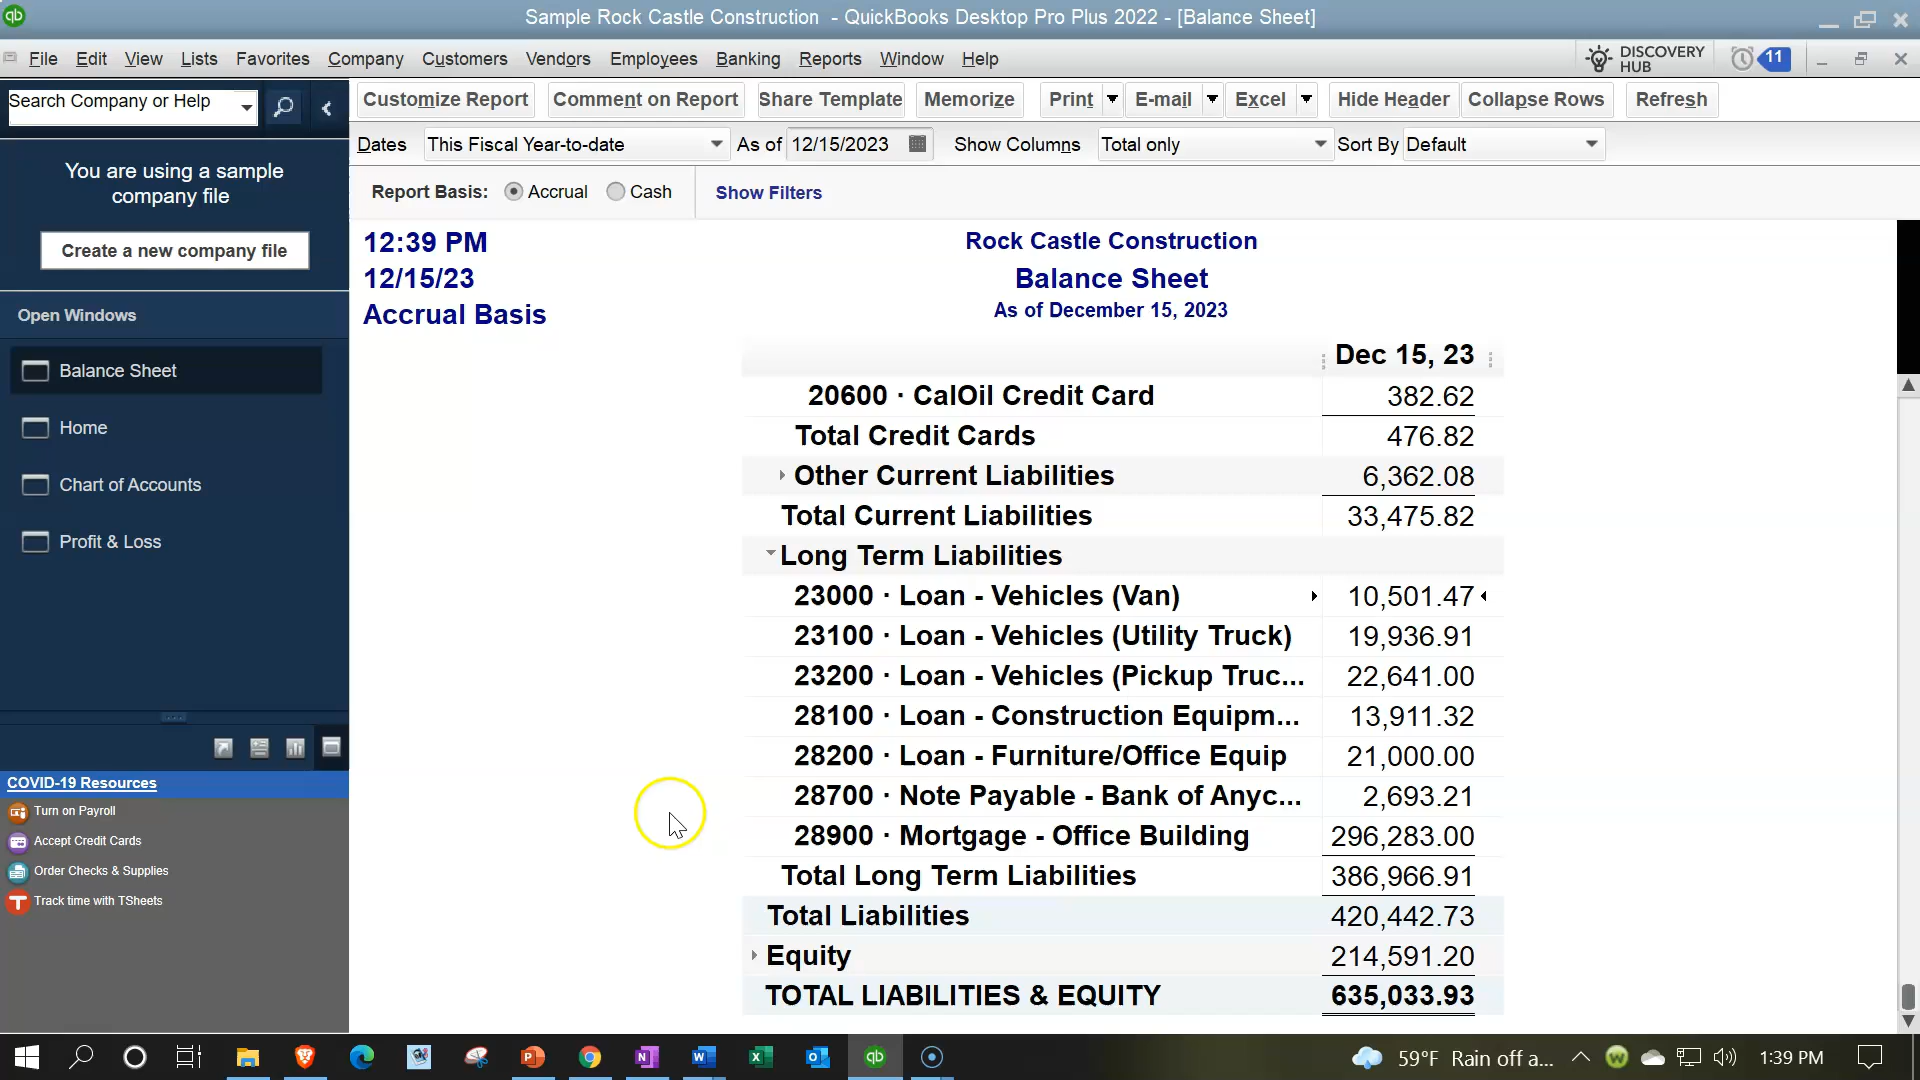 Sample Rock Castle Construction - QuickBooks Desktop Pro Plus 2022 - [Balance Sheet]
File Edit View Lists Favorites Company Customers Vendors Employees Banking Reports Window Help
DISCOVERY HUB 11
Search Company or Help
Customize Report Comment on Report Share Template Memorize Print E-mail Excel Hide Header Collapse Rows Refresh
Dates This Fiscal Year-to-date As of 12/15/2023 Show Columns Total only Sort By Default
Report Basis: Accrual Cash Show Filters
You are using a sample
company file
Create a new company file
Open Windows
Balance Sheet
Home
Chart of Accounts
Profit & Loss
COVID-19 Resources
Turn on Payroll
Accept Credit Cards
Order Checks & Supplies
Track time with TSheets
12:39 PM
12/15/23
Accrual Basis
Rock Castle Construction
Balance Sheet
As of December 15, 2023
Dec 15, 23
20600 · CalOil Credit Card 382.62
Total Credit Cards 476.82
Other Current Liabilities 6,362.08
Total Current Liabilities 33,475.82
Long Term Liabilities
23000 · Loan - Vehicles (Van) 10,501.47
23100 · Loan - Vehicles (Utility Truck) 19,936.91
23200 · Loan - Vehicles (Pickup Truc... 22,641.00
28100 · Loan - Construction Equipm... 13,911.32
28200 · Loan - Furniture/Office Equip 21,000.00
28700 · Note Payable - Bank of Anyc... 2,693.21
28900 · Mortgage - Office Building 296,283.00
Total Long Term Liabilities 386,966.91
Total Liabilities 420,442.73
Equity 214,591.20
TOTAL LIABILITIES & EQUITY 635,033.93
59°F Rain off a... 1:39 PM